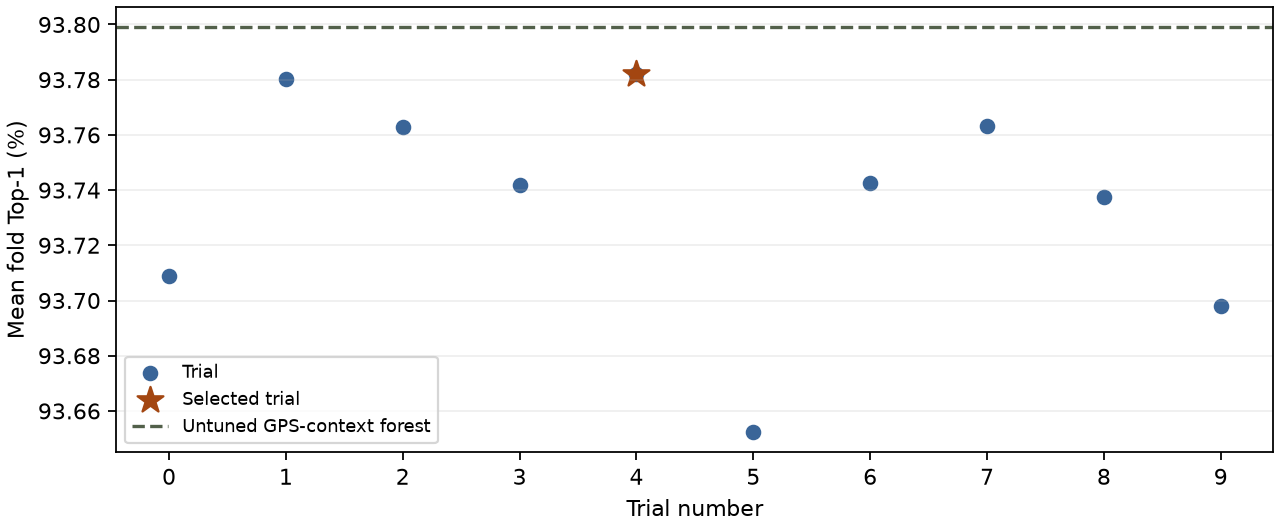 Mean fold Top-1 (%)
93.80
93.78
93.76
93.74
93.72
93.70
93.68
93.66
Trial
Selected trial
Untuned GPS-context forest
0 1 2 3 4 5 6 7 8 9
Trial number